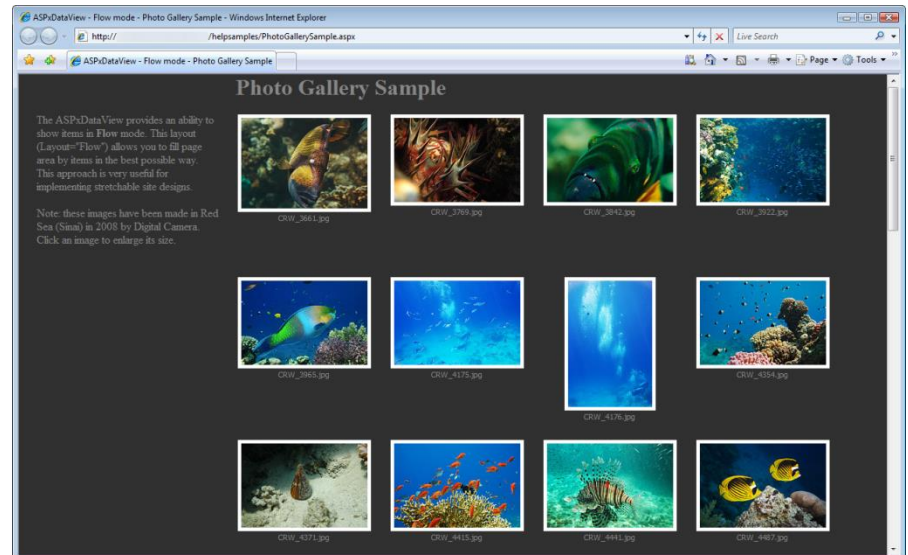 ASPxDataView - Flow mode - Photo Gallery Sample - Windows Internet Explorer
http:// /helpsamples/PhotoGallerySample.aspx
Live Search
ASPxDataView - Flow mode - Photo Gallery Sample
Page Tools
Photo Gallery Sample
The ASPxDataView provides an ability to
show items in Flow mode. This layout
(Layout="Flow") allows you to fill page
area by items in the best possible way.
This approach is very useful for
implementing stretchable site designs.
Note: these images have been made in Red
Sea (Sinai) in 2008 by Digital Camera.
Click an image to enlarge its size.
CRW_3661.jpg
CRW_3769.jpg
CRW_3842.jpg
CRW_3922.jpg
CRW_3965.jpg
CRW_4175.jpg
CRW_4176.jpg
CRW_4354.jpg
CRW_4371.jpg
CRW_4415.jpg
CRW_4441.jpg
CRW_4487.jpg